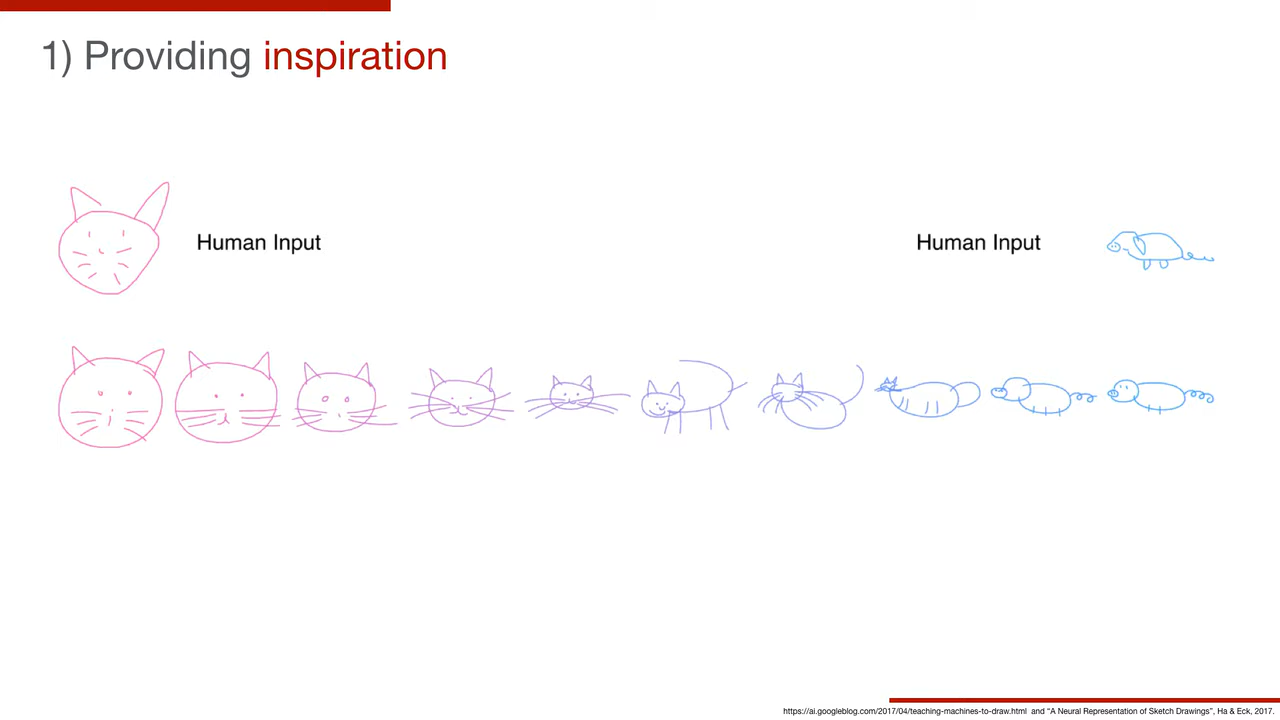 1) Providing inspiration
Human Input
Human Input
https://ai.googleblog.com/2017/04/teaching-machines-to-draw.html and "A Neural Representation of Sketch Drawings", Ha & Eck, 2017.